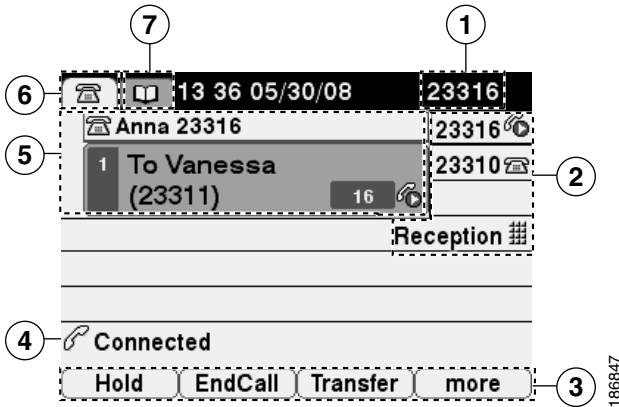 7
1
6
13 36 05/30/08
23316
Anna 23316
23316
5
1 To Vanessa
23310
2
(23311)
16
Reception
4
Connected
Hold
EndCall
Transfer
more
3
186847